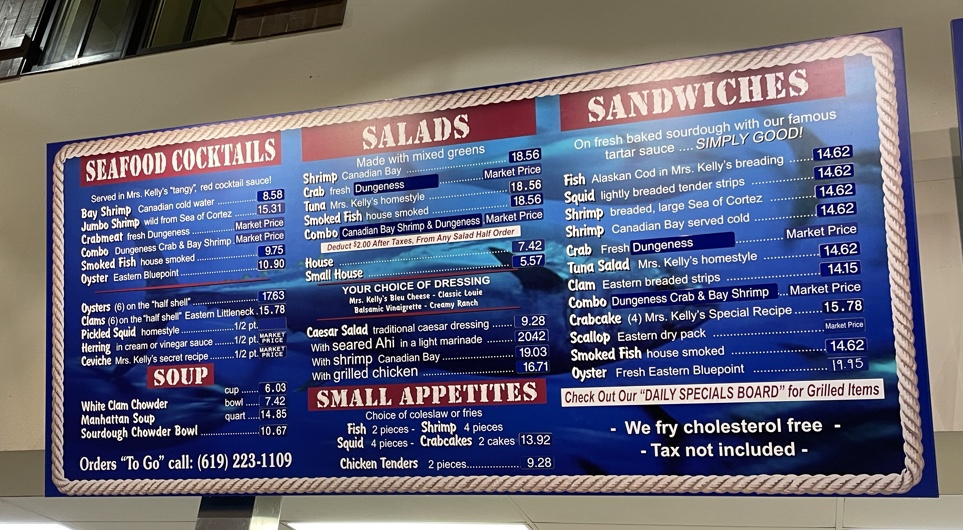 SEAFOOD COCKTAILS
Served in Mrs. Kelly's "tangy", red cocktail sauce!
Bay Shrimp Canadian cold water 8.58
Jumbo Shrimp wild from Sea of Cortez 15.31
Crabmeat fresh Dungeness Market Price
Combo Dungeness Crab & Bay Shrimp Market Price
Smoked Fish house smoked 9.75
Oyster Eastern Bluepoint 10.90
Oysters (6) on the "half shell" 17.63
Clams (6) on the "half shell" Eastern Littleneck 15.78
Pickled Squid homestyle 1/2 pt.
Herring in cream or vinegar sauce 1/2 pt. MARKET PRICE
Ceviche Mrs. Kelly's secret recipe 1/2 pt. MARKET PRICE
SOUP
White Clam Chowder cup 6.03
Manhattan Soup bowl 7.42
quart 14.85
Sourdough Chowder Bowl 10.67
Orders "To Go" call: (619) 223-1109
SALADS
Made with mixed greens
Shrimp Canadian Bay 18.56
Crab fresh Dungeness Market Price
Tuna Mrs. Kelly's homestyle 18.56
Smoked Fish house smoked 18.56
Combo Canadian Bay Shrimp & Dungeness Market Price
Deduct $2.00 After Taxes, From Any Salad Half Order
House 7.42
Small House 5.57
YOUR CHOICE OF DRESSING
Mrs. Kelly's Bleu Cheese - Classic Louie
Balsamic Vinaigrette - Creamy Ranch
Caesar Salad traditional caesar dressing 9.28
With seared Ahi in a light marinade 20.42
With shrimp Canadian Bay 19.03
With grilled chicken 16.71
SMALL APPETITES
Choice of coleslaw or fries
Fish 2 pieces - Shrimp 4 pieces
Squid 4 pieces - Crabcakes 2 cakes 13.92
Chicken Tenders 2 pieces 9.28
SANDWICHES
On fresh baked sourdough with our famous
tartar sauce .... SIMPLY GOOD!
Fish Alaskan Cod in Mrs. Kelly's breading 14.62
Squid lightly breaded tender strips 14.62
Shrimp breaded, large Sea of Cortez 14.62
Shrimp Canadian Bay served cold 14.62
Crab Fresh Dungeness Market Price
Tuna Salad Mrs. Kelly's homestyle 14.62
Clam Eastern breaded strips 14.15
Combo Dungeness Crab & Bay Shrimp Market Price
Crabcake (4) Mrs. Kelly's Special Recipe 15.78
Scallop Eastern dry pack Market Price
Smoked Fish house smoked 14.62
Oyster Fresh Eastern Bluepoint 19.95
Check Out Our "DAILY SPECIALS BOARD" for Grilled Items
- We fry cholesterol free -
- Tax not included -